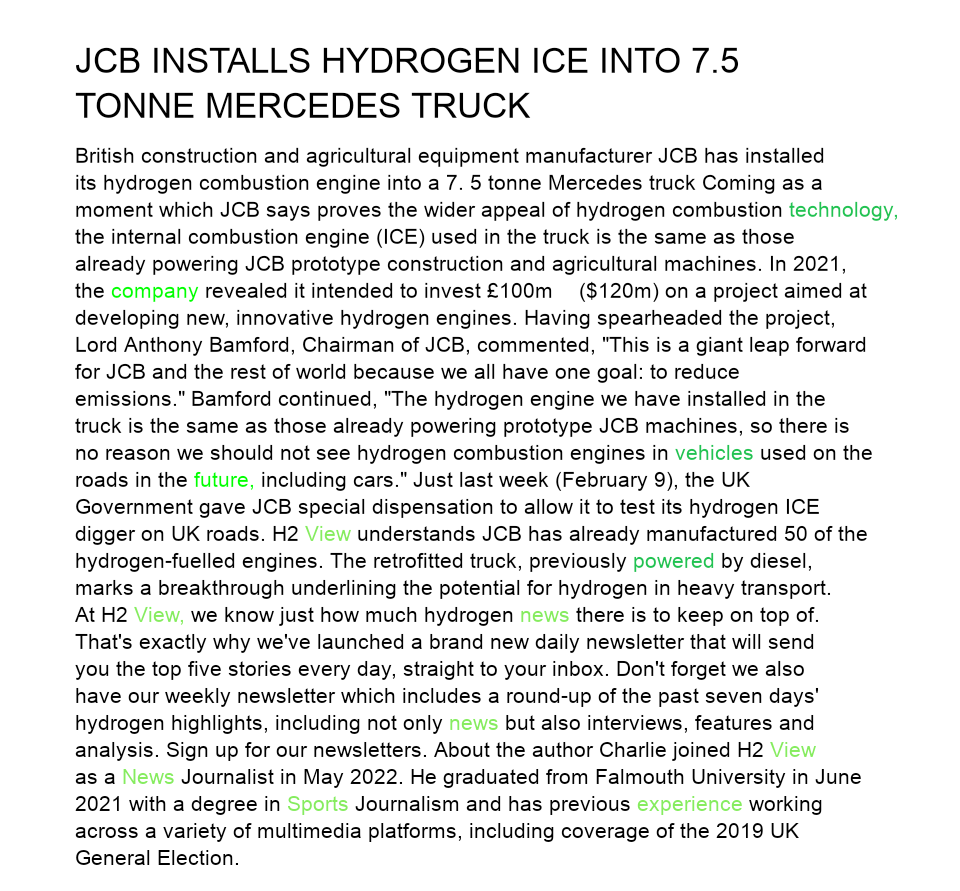 JCB INSTALLS HYDROGEN ICE INTO 7.5
TONNE MERCEDES TRUCK
British construction and agricultural equipment manufacturer JCB has installed
its hydrogen combustion engine into a 7. 5 tonne Mercedes truck Coming as a
moment which JCB says proves the wider appeal of hydrogen combustion technology,
the internal combustion engine (ICE) used in the truck is the same as those
already powering JCB prototype construction and agricultural machines. In 2021,
the company revealed it intended to invest £100m ($120m) on a project aimed at
developing new, innovative hydrogen engines. Having spearheaded the project,
Lord Anthony Bamford, Chairman of JCB, commented, "This is a giant leap forward
for JCB and the rest of world because we all have one goal: to reduce
emissions." Bamford continued, "The hydrogen engine we have installed in the
truck is the same as those already powering prototype JCB machines, so there is
no reason we should not see hydrogen combustion engines in vehicles used on the
roads in the future, including cars." Just last week (February 9), the UK
Government gave JCB special dispensation to allow it to test its hydrogen ICE
digger on UK roads. H2 View understands JCB has already manufactured 50 of the
hydrogen-fuelled engines. The retrofitted truck, previously powered by diesel,
marks a breakthrough underlining the potential for hydrogen in heavy transport.
At H2 View, we know just how much hydrogen news there is to keep on top of.
That's exactly why we've launched a brand new daily newsletter that will send
you the top five stories every day, straight to your inbox. Don't forget we also
have our weekly newsletter which includes a round-up of the past seven days'
hydrogen highlights, including not only news but also interviews, features and
analysis. Sign up for our newsletters. About the author Charlie joined H2 View
as a News Journalist in May 2022. He graduated from Falmouth University in June
2021 with a degree in Sports Journalism and has previous experience working
across a variety of multimedia platforms, including coverage of the 2019 UK
General Election.